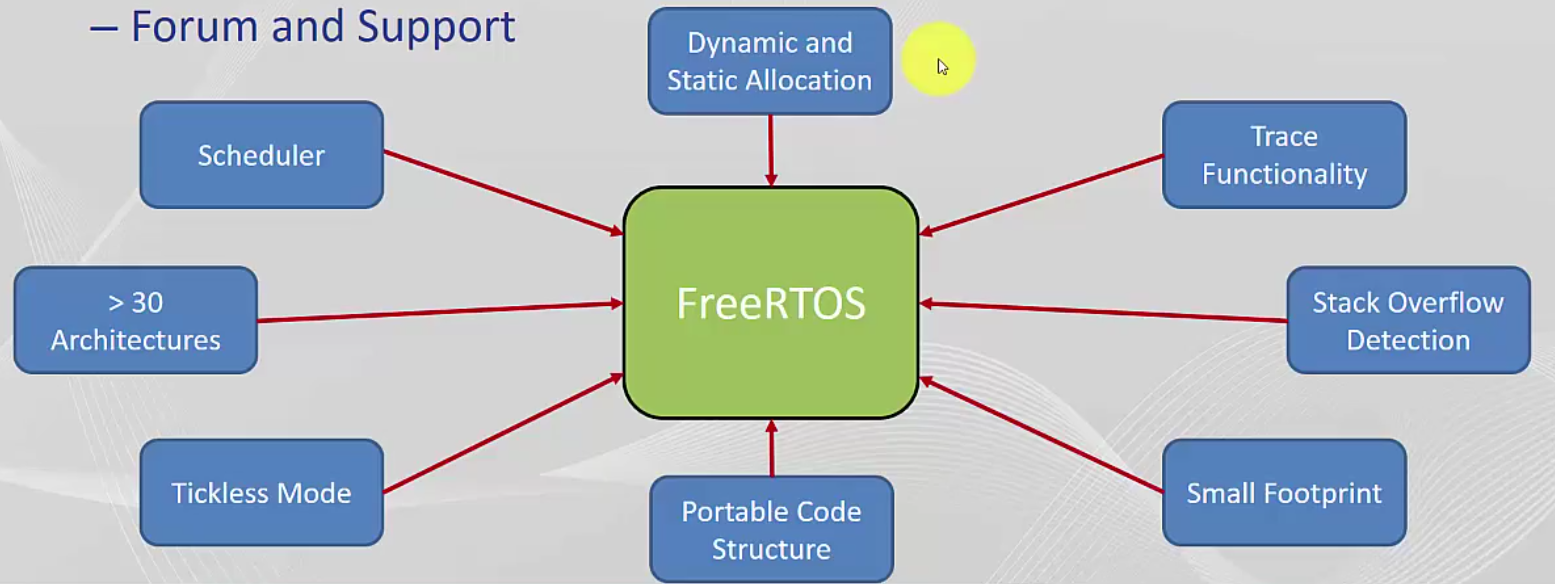 – Forum and Support
Dynamic and
Static Allocation
Scheduler
Trace
Functionality
> 30
Architectures
FreeRTOS
Stack Overflow
Detection
Tickless Mode
Portable Code
Structure
Small Footprint